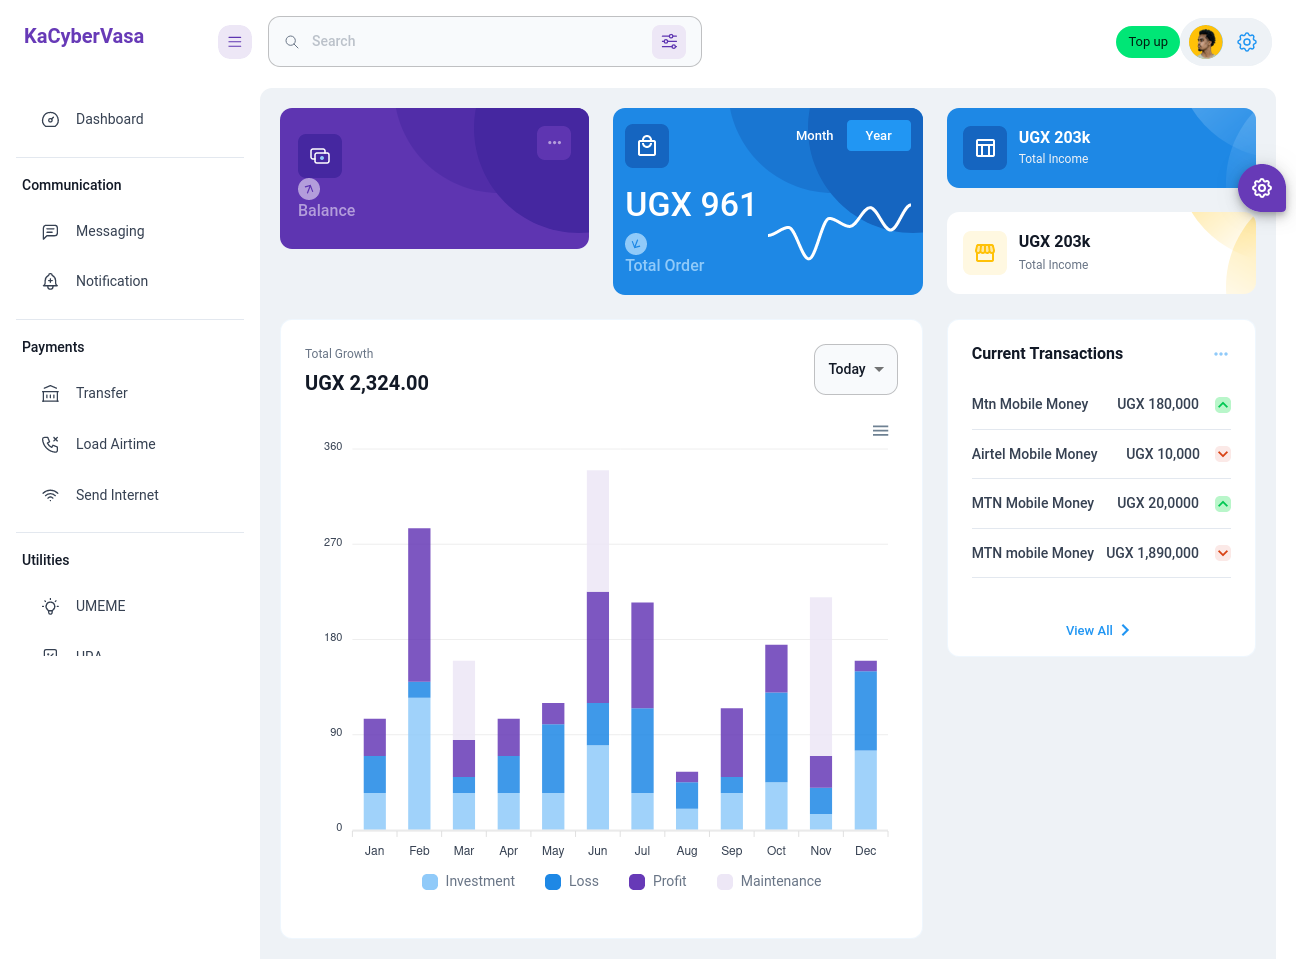 KaCyberVasa
Search
Top up
Dashboard
Communication
Messaging
Notification
Payments
Transfer
Load Airtime
Send Internet
Utilities
UMEME
Balance
Month
Year
UGX 961
Total Order
UGX 203k
Total Income
UGX 203k
Total Income
Total Growth
UGX 2,324.00
Today
360
270
180
90
0
Jan Feb Mar Apr May Jun Jul Aug Sep Oct Nov Dec
Investment Loss Profit Maintenance
Current Transactions
Mtn Mobile Money UGX 180,000
Airtel Mobile Money UGX 10,000
MTN Mobile Money UGX 20,0000
MTN mobile Money UGX 1,890,000
View All